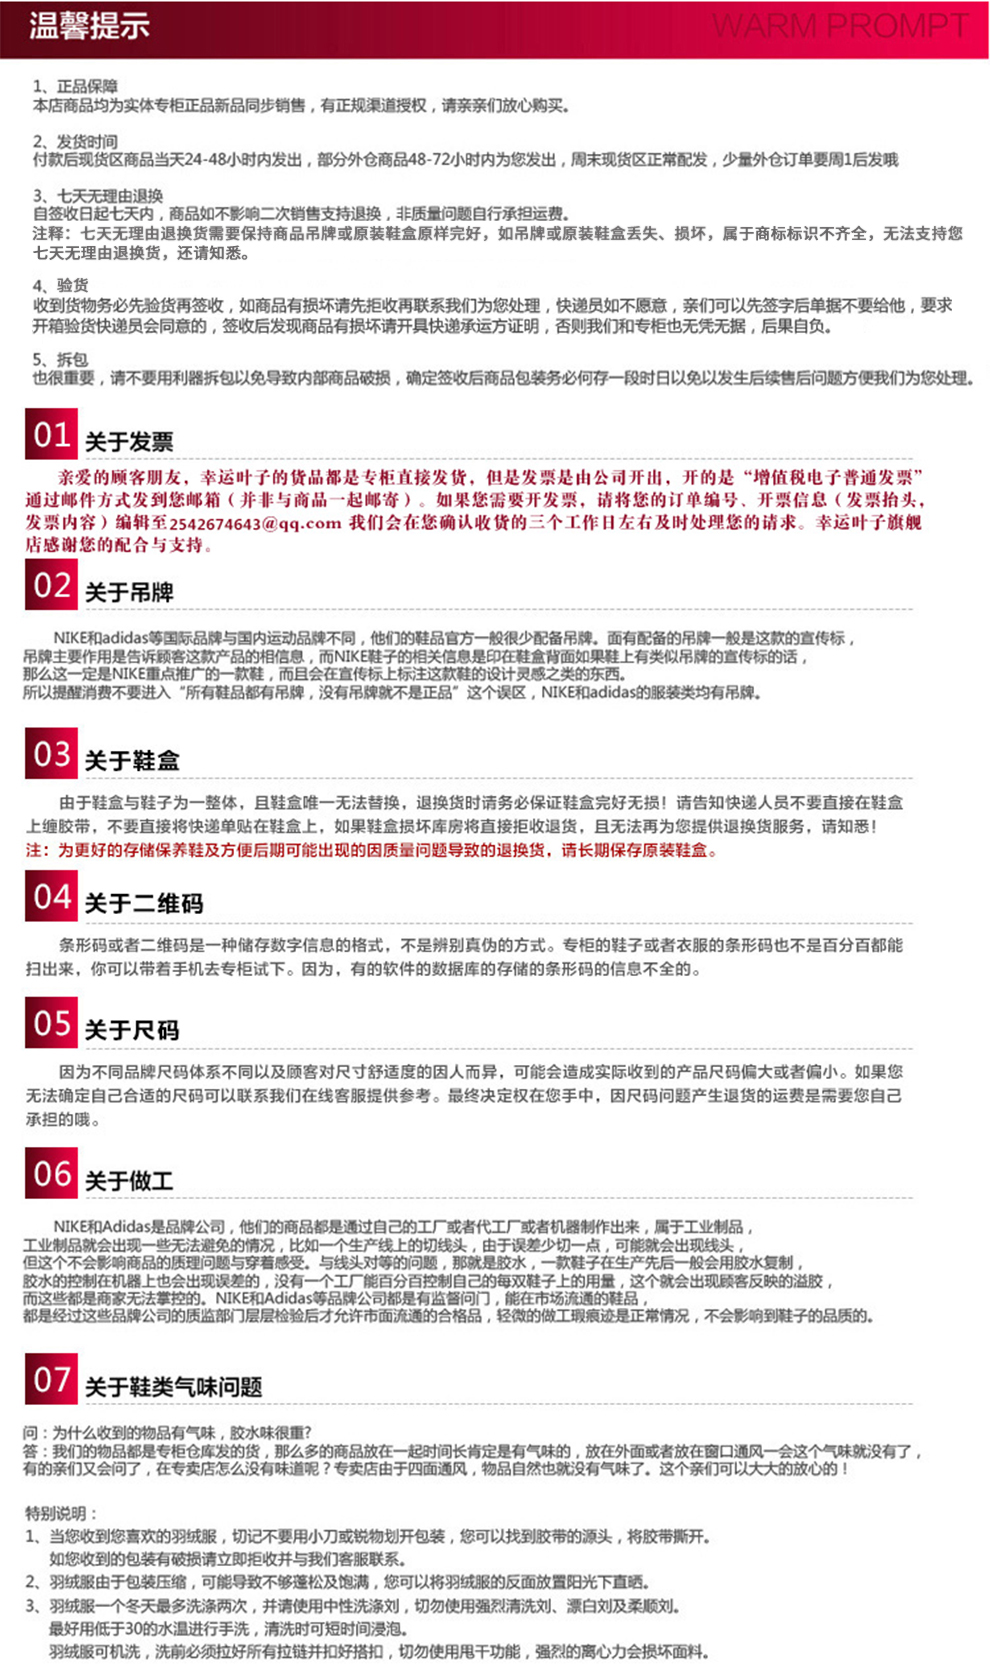 温馨提示
WARM PROMPT
1、正品保障
本店商品均为实体专柜正品新品同步销售，有正规渠道授权，请亲亲们放心购买。
2、发货时间
付款后现货区商品当天24-48小时内发出，部分外仓商品48-72小时内为您发出，周末现货区正常配发，少量外仓订单要周1后发哦
3、七天无理由退换
自签收日起七天内，商品如不影响二次销售支持退换，非质量问题自行承担运费。
注释：七天无理由退换货需要保持商品吊牌或原装鞋盒原样完好，如吊牌或原装鞋盒丢失、损坏，属于商标标识不齐全，无法支持您
七天无理由退换货，还请知悉。
4、验货
收到货物务必先验货再签收，如商品有损坏请先拒收再联系我们为您处理，快递员如不愿意，亲们可以先签字后单据不要给他，要求
开箱验货快递员会同意的，签收后发现商品有损坏请开具快递承运方证明，否则我们和专柜也无凭无据，后果自负。
5、拆包
也很重要，请不要用利器拆包以免导致内部商品破损，确定签收后商品包装务必何存一段时日以免以发生后续售后问题方便我们为您处理。
01 关于发票
亲爱的顾客朋友，幸运叶子的货品都是专柜直接发货，但是发票是由公司开出，开的是“增值税电子普通发票”
通过邮件方式发到您邮箱（并非与商品一起邮寄）。如果您需要开发票，请将您的订单编号、开票信息（发票抬头，
发票内容）编辑至2542674643@qq.com 我们会在您确认收货的三个工作日左右及时处理您的请求。幸运叶子旗舰
店感谢您的配合与支持。
02 关于吊牌
NIKE和adidas等国际品牌与国内运动品牌不同，他们的鞋品官方一般很少配备吊牌。面有配备的吊牌一般是这款的宣传标，
吊牌主要作用是告诉顾客这款产品的相信息，而NIKE鞋子的相关信息是印在鞋盒背面如果鞋上有类似吊牌的宣传标的话，
那么这一定是NIKE重点推广的一款鞋，而且会在宣传标上标注这款鞋的设计灵感之类的东西。
所以提醒消费不要进入“所有鞋品都有吊牌，没有吊牌就不是正品”这个误区，NIKE和adidas的服装类均有吊牌。
03 关于鞋盒
由于鞋盒与鞋子为一整体，且鞋盒唯一无法替换，退换货时请务必保证鞋盒完好无损！请告知快递人员不要直接在鞋盒
上缠胶带，不要直接将快递单贴在鞋盒上，如果鞋盒损坏库房将直接拒收退货，且无法再为您提供退换货服务，请知悉！
注：为更好的存储保养鞋及方便后期可能出现的因质量问题导致的退换货，请长期保存原装鞋盒。
04 关于二维码
条形码或者二维码是一种储存数字信息的格式，不是辨别真伪的方式。专柜的鞋子或者衣服的条形码也不是百分百都能
扫出来，你可以带着手机去专柜试下。因为，有的软件的数据库的存储的条形码的信息不全的。
05 关于尺码
因为不同品牌尺码体系不同以及顾客对尺寸舒适度的因人而异，可能会造成实际收到的产品尺码偏大或者偏小。如果您
无法确定自己合适的尺码可以联系我们在线客服提供参考。最终决定权在您手中，因尺码问题产生退货的运费是需要您自己
承担的哦。
06 关于做工
NIKE和Adidas是品牌公司，他们的商品都是通过自己的工厂或者代工厂或者机器制作出来，属于工业制品，
工业制品就会出现一些无法避免的情况，比如一个生产线上的切线头，由于误差少切一点，可能就会出现线头，
但这个不会影响商品的质理问题与穿着感受。与线头对等的问题，那就是胶水，一款鞋子在生产先后一般会用胶水复制，
胶水的控制在机器上也会出现误差的，没有一个工厂能百分百控制自己的每双鞋子上的用量，这个就会出现顾客反映的溢胶，
而这些都是商家无法掌控的。NIKE和Adidas等品牌公司都是有监督问门，能在市场流通的鞋品，
都是经过这些品牌公司的质监部门层层检验后才允许市面流通的合格品，轻微的做工瑕痕迹是正常情况，不会影响到鞋子的品质的。
07 关于鞋类气味问题
问：为什么收到的物品有气味，胶水味很重?
答：我们的物品都是专柜仓库发的货，那么多的商品放在一起时间长肯定是有气味的，放在外面或者放在窗口通风一会这个气味就没有了，
有的亲们又会问了，在专卖店怎么没有味道呢？专卖店由于四面通风，物品自然也就没有气味了。这个亲们可以大大的放心的！
特别说明：
1、当您收到您喜欢的羽绒服，切记不要用小刀或锐物划开包装，您可以找到胶带的源头，将胶带撕开。
如您收到的包装有破损请立即拒收并与我们客服联系。
2、羽绒服由于包装压缩，可能导致不够蓬松及饱满，您可以将羽绒服的反面放置阳光下直晒。
3、羽绒服一个冬天最多洗涤两次，并请使用中性洗涤刘，切勿使用强烈清洗刘、漂白刘及柔顺刘。
最好用低于30的水温进行手洗，清洗时可短时间浸泡。
羽绒服可机洗，洗前必须拉好所有拉链并扣好搭扣，切勿使用甩干功能，强烈的离心力会损坏面料。